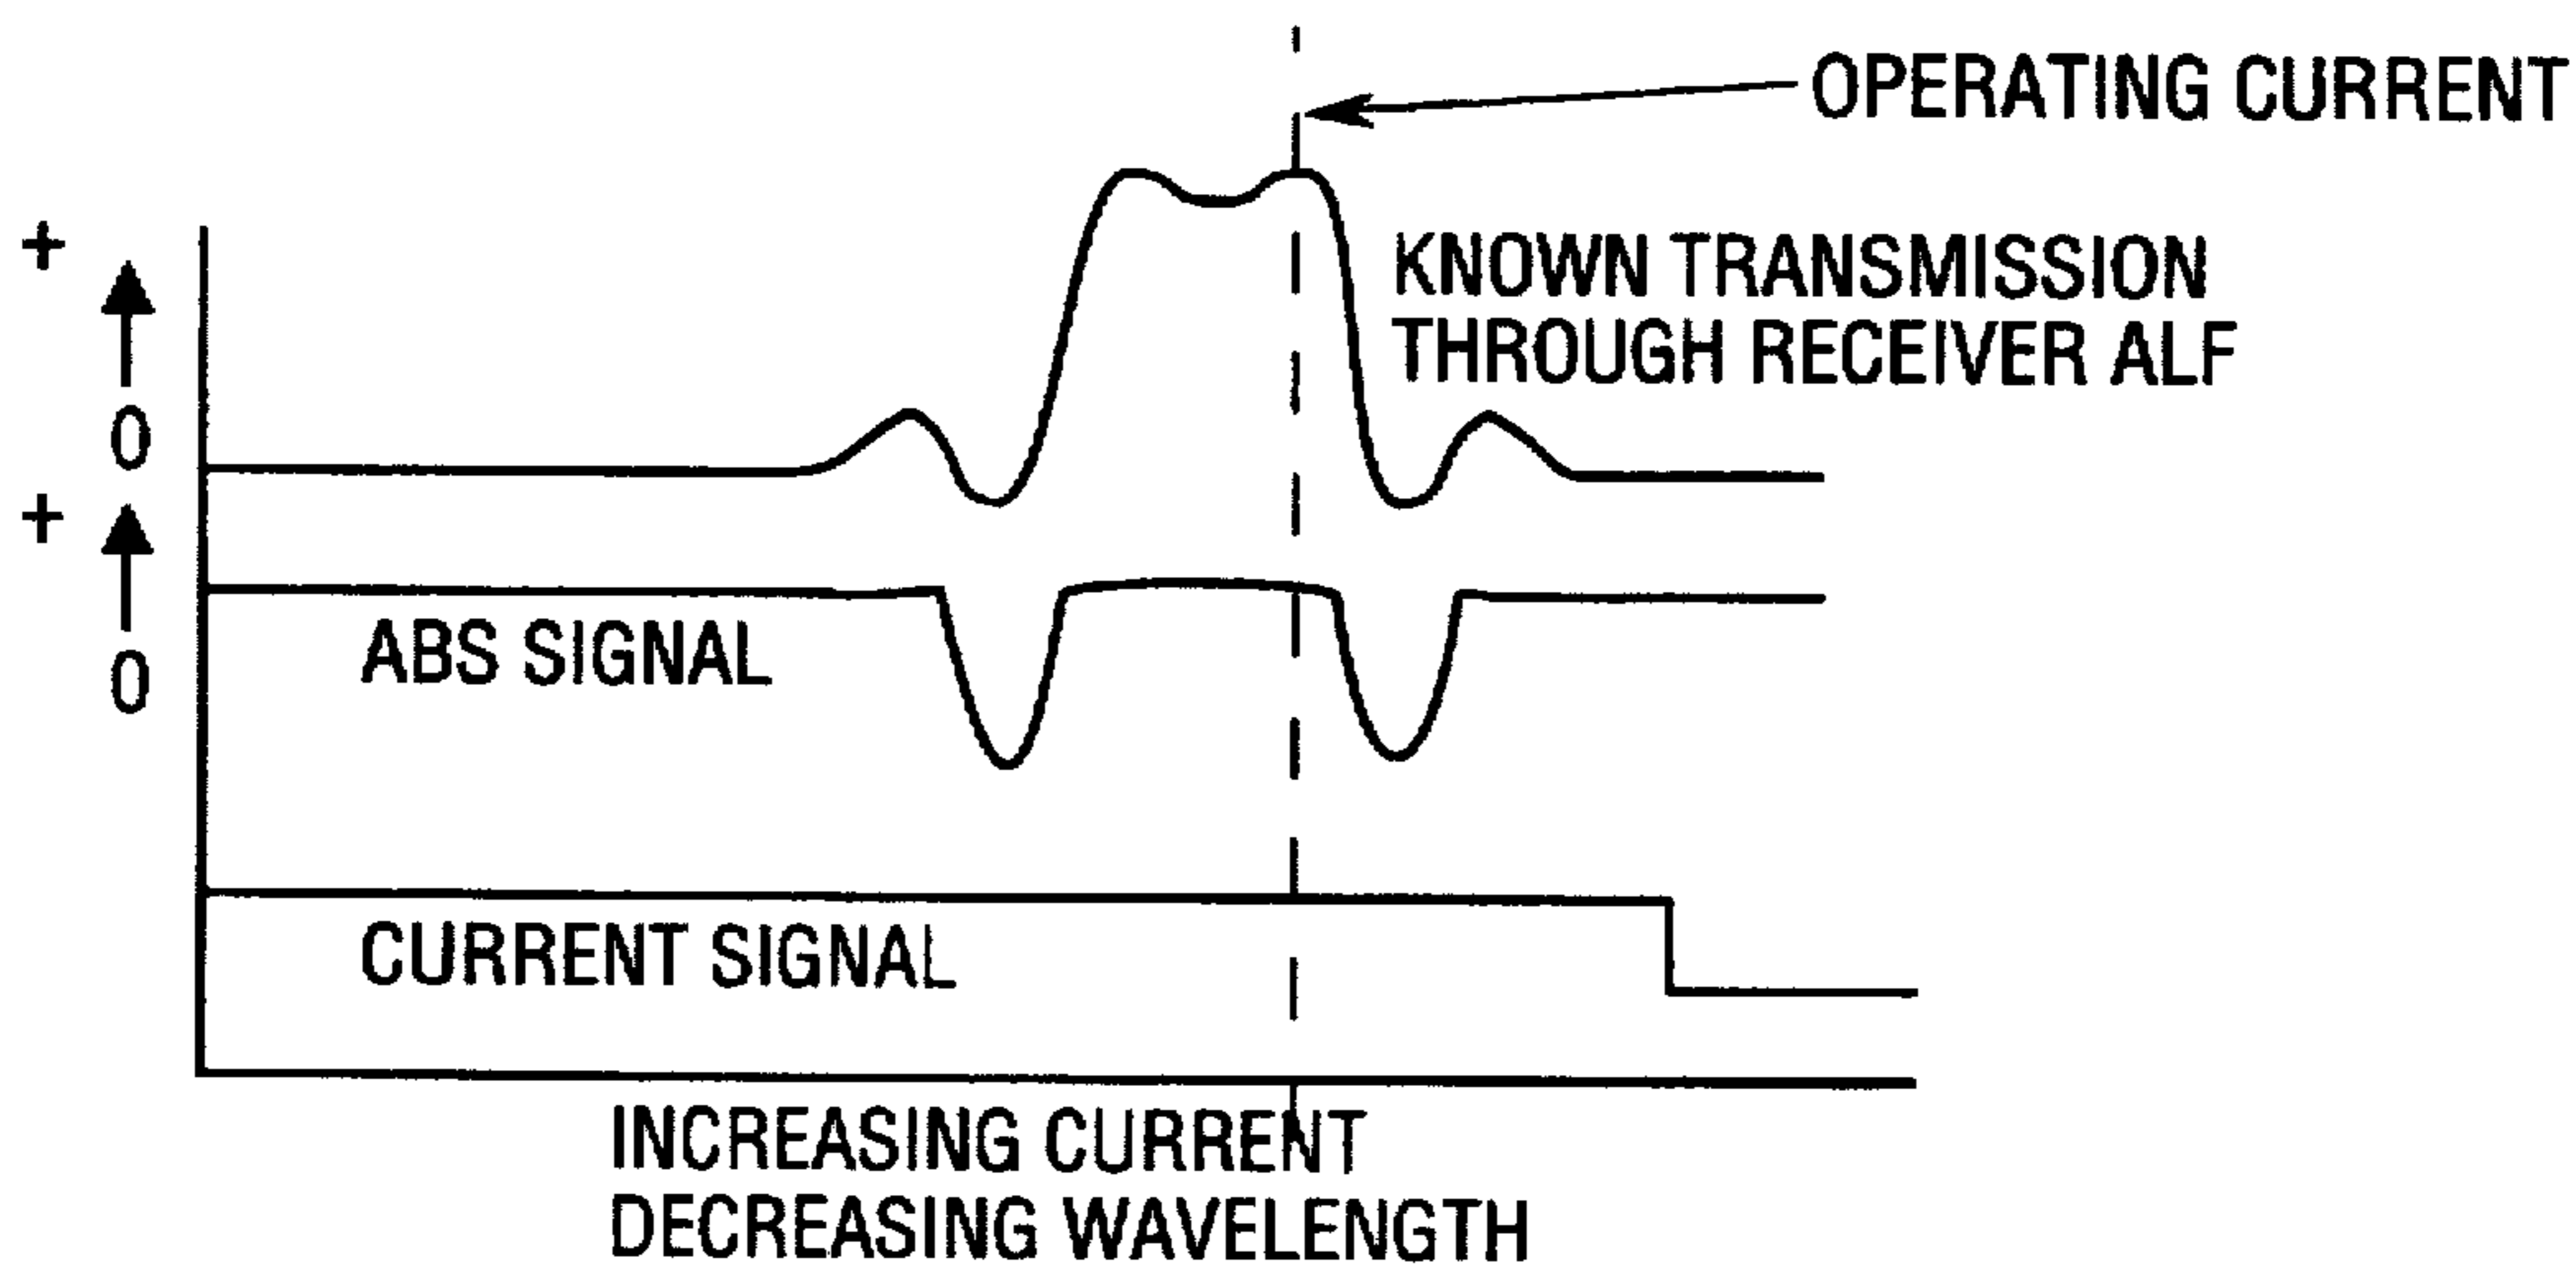 OPERATING CURRENT
+
KNOWN TRANSMISSION
THROUGH RECEIVER ALF
0
+
ABS SIGNAL
0
CURRENT SIGNAL
INCREASING CURRENT
DECREASING WAVELENGTH